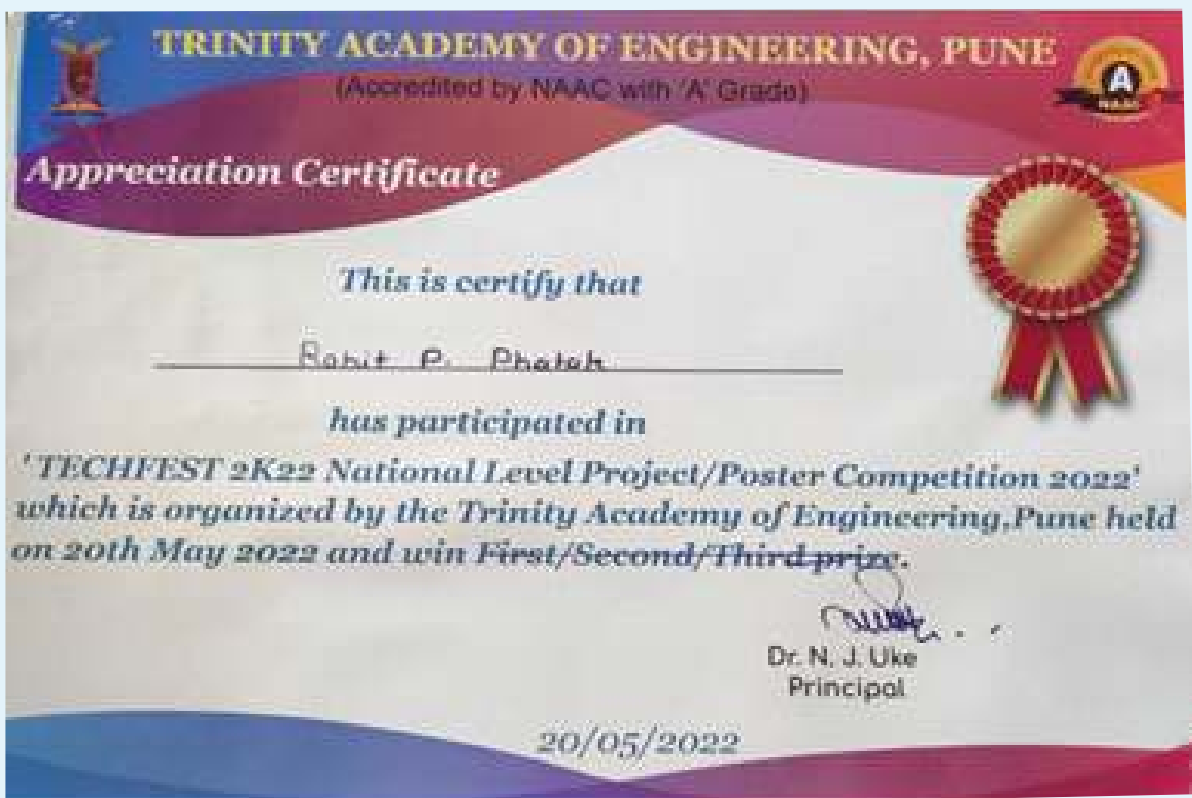 TRINITY ACADEMY OF ENGINEERING, PUNE
(Accredited by NAAC with 'A' Grade)
A
NAAC
Appreciation Certificate
This is certify that
Rohit P. Phatak
has participated in
'TECHFEST 2K22 National Level Project/Poster Competition 2022'
which is organized by the Trinity Academy of Engineering,Pune held
on 20th May 2022 and win First/Second/Third prize.
Dr. N. J. Uke
Principal
20/05/2022